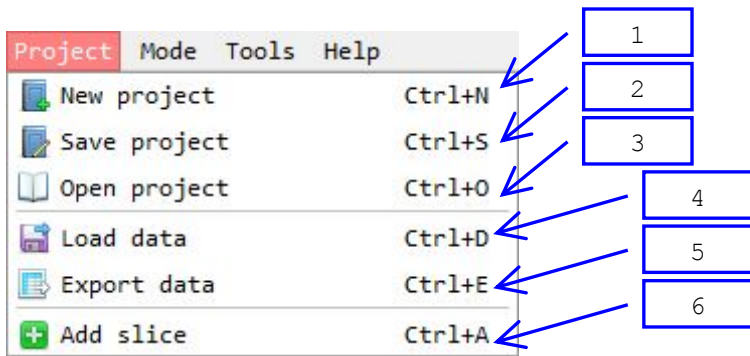 Project Mode Tools Help
New project Ctrl+N
Save project Ctrl+S
Open project Ctrl+O
Load data Ctrl+D
Export data Ctrl+E
Add slice Ctrl+A
1
2
3
4
5
6